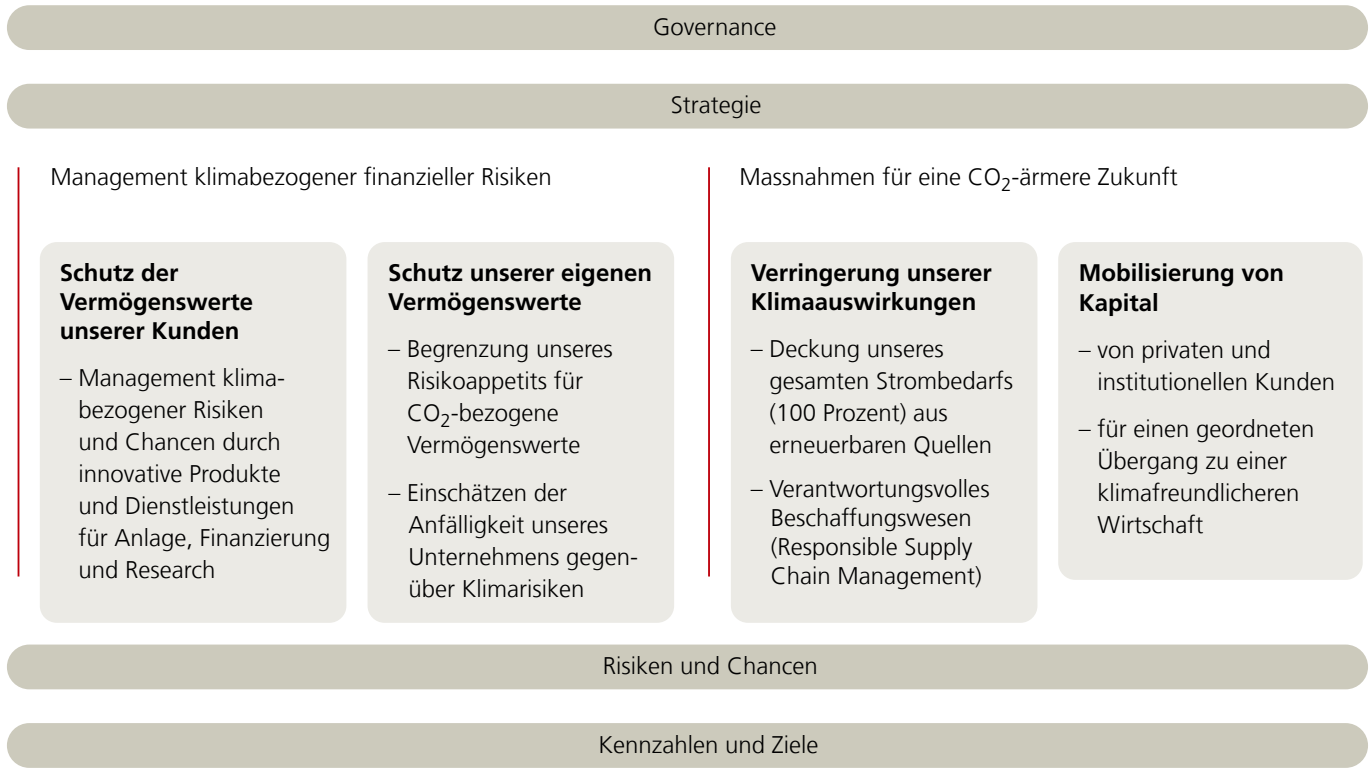 Governance
Strategie
Management klimabezogener finanzieller Risiken
Schutz der
Vermögenswerte
unserer Kunden
– Management klima-
bezogener Risiken
und Chancen durch
innovative Produkte
und Dienstleistungen
für Anlage, Finanzierung
und Research
Schutz unserer eigenen
Vermögenswerte
– Begrenzung unseres
Risikoappetits für
CO₂-bezogene
Vermögenswerte
– Einschätzen der
Anfälligkeit unseres
Unternehmens gegen-
über Klimarisiken
Massnahmen für eine CO₂-ärmere Zukunft
Verringerung unserer
Klimaauswirkungen
– Deckung unseres
gesamten Strombedarfs
(100 Prozent) aus
erneuerbaren Quellen
– Verantwortungsvolles
Beschaffungswesen
(Responsible Supply
Chain Management)
Mobilisierung von
Kapital
– von privaten und
institutionellen Kunden
– für einen geordneten
Übergang zu einer
klimafreundlicheren
Wirtschaft
Risiken und Chancen
Kennzahlen und Ziele